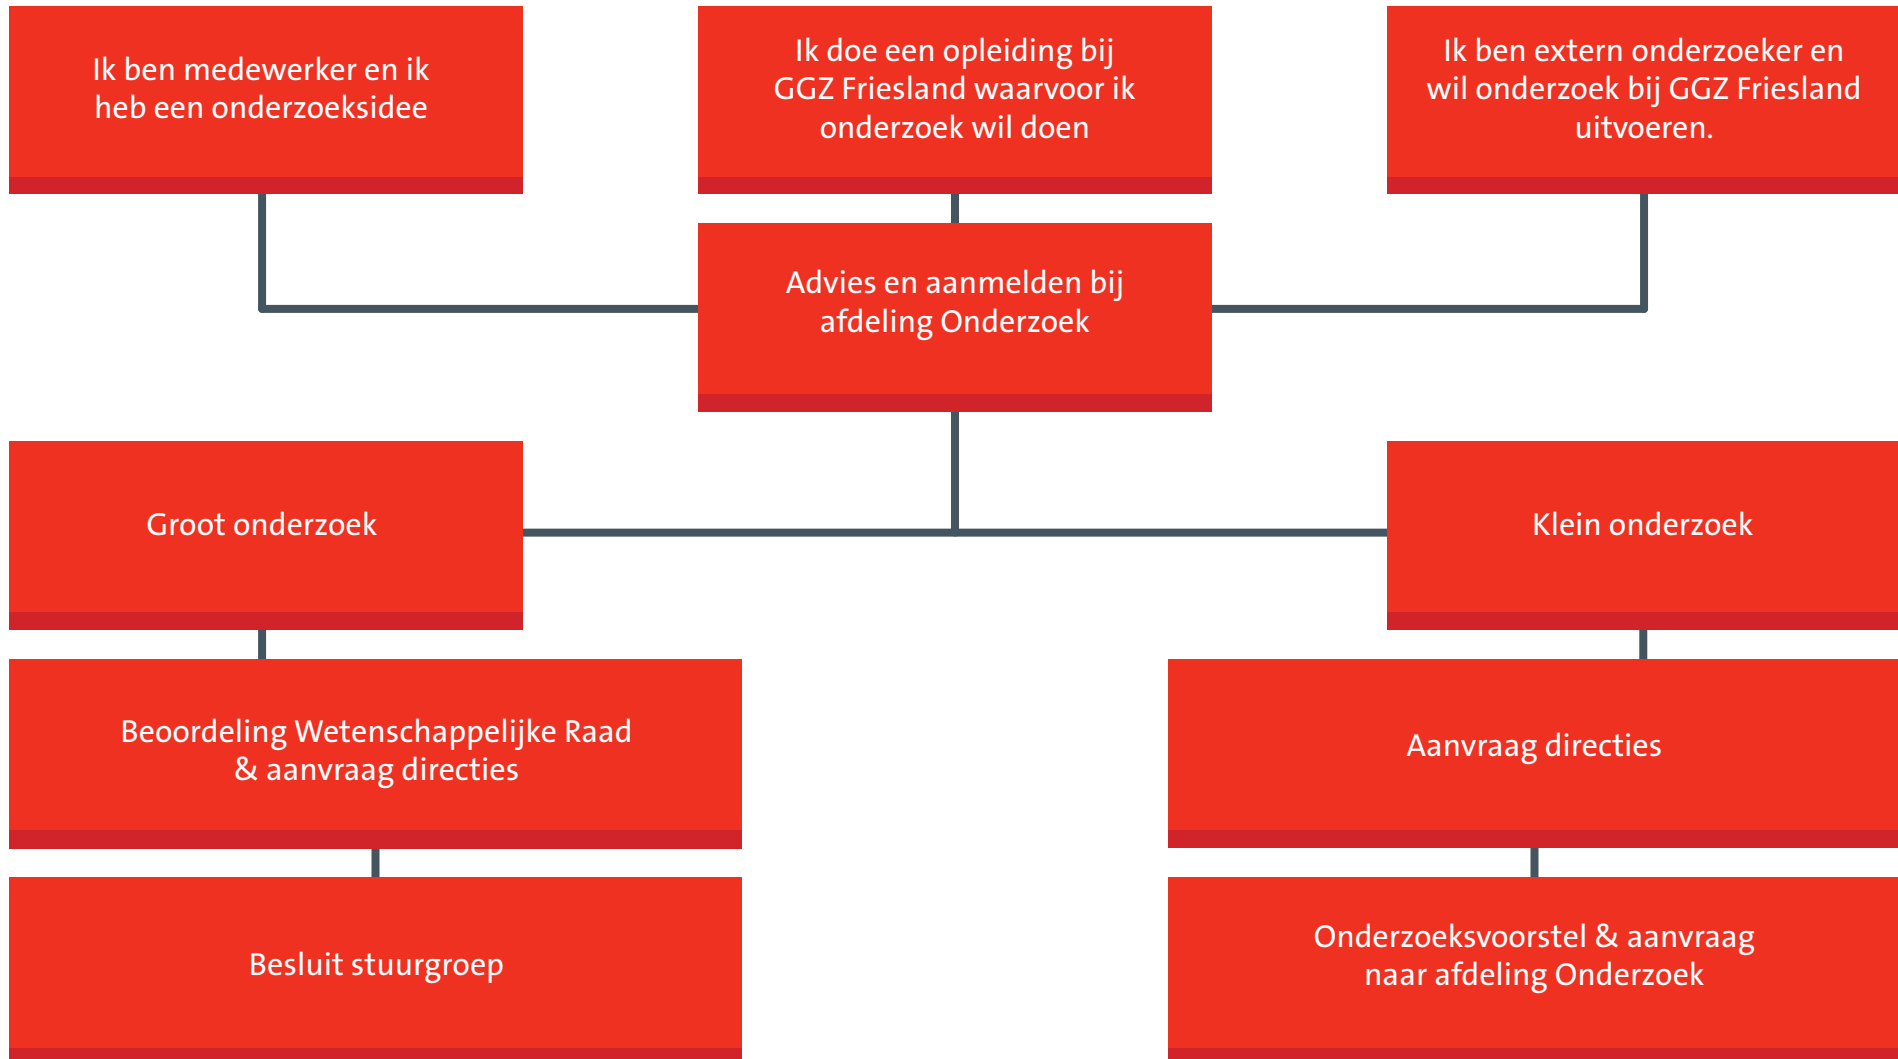 Ik ben medewerker en ik
heb een onderzoeksidee
Ik doe een opleiding bij
GGZ Friesland waarvoor ik
onderzoek wil doen
Ik ben extern onderzoeker en
wil onderzoek bij GGZ Friesland
uitvoeren.
Advies en aanmelden bij
afdeling Onderzoek
Groot onderzoek
Klein onderzoek
Beoordeling Wetenschappelijke Raad
& aanvraag directies
Aanvraag directies
Besluit stuurgroep
Onderzoeksvoorstel & aanvraag
naar afdeling Onderzoek